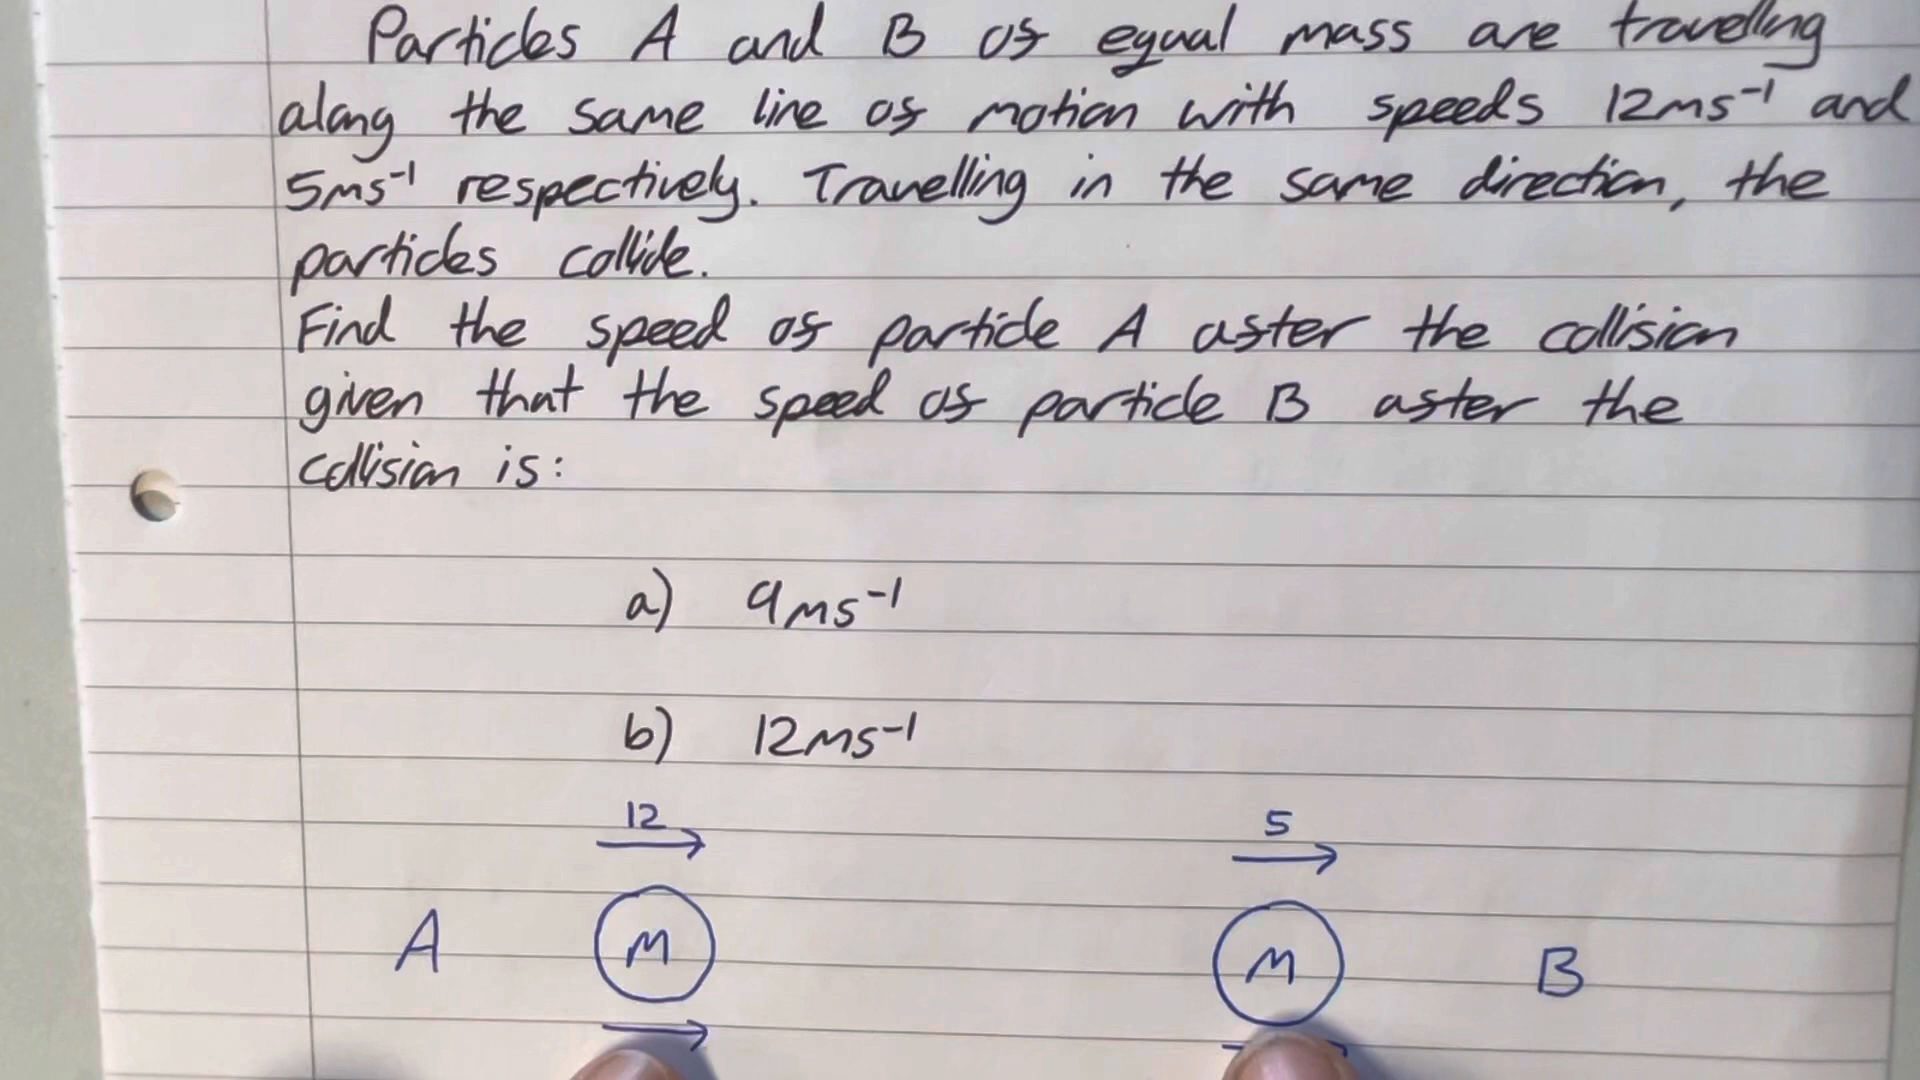 Particles A and B of equal mass are travelling
along the same line of motion with speeds 12ms⁻¹ and
5ms⁻¹ respectively. Travelling in the same direction, the
particles collide.
Find the speed of particle A after the collision
given that the speed of particle B after the
collision is:
a) 9ms⁻¹
b) 12ms⁻¹
12 5
A M M B